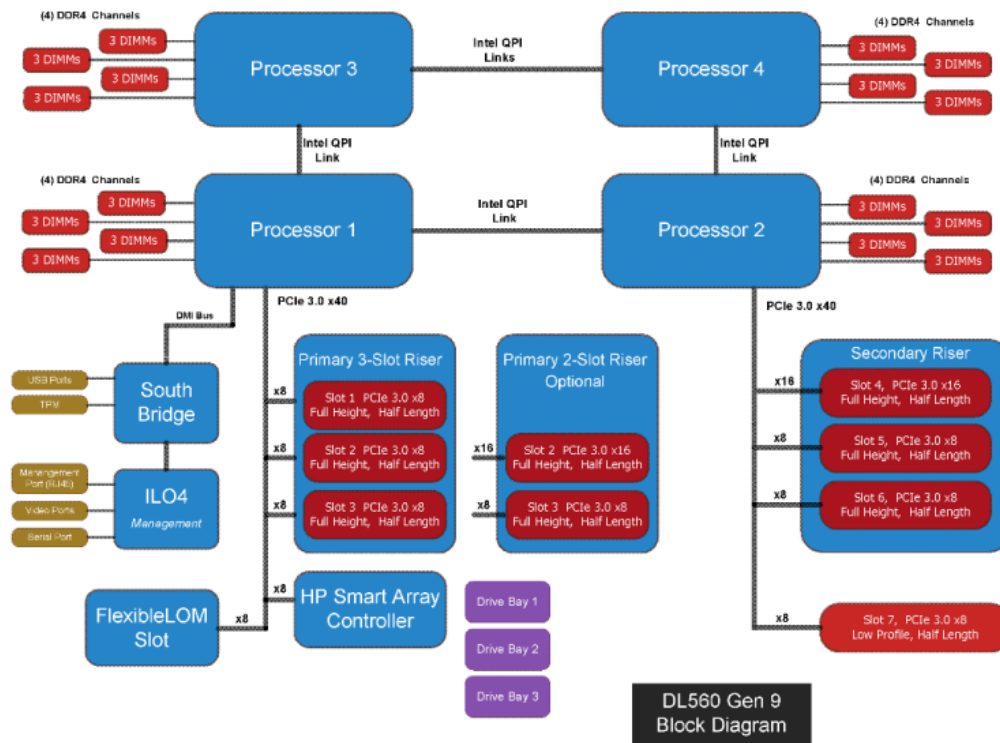 (4) DDR4 Channels
3 DIMMs
3 DIMMs
3 DIMMs
3 DIMMs
Processor 3
Intel QPI
Links
Processor 4
(4) DDR4 Channels
3 DIMMs
3 DIMMs
3 DIMMs
3 DIMMs
Intel QPI
Link
Intel QPI
Link
(4) DDR4 Channels
3 DIMMs
3 DIMMs
3 DIMMs
3 DIMMs
Processor 1
Intel QPI
Link
Processor 2
(4) DDR4 Channels
3 DIMMs
3 DIMMs
3 DIMMs
3 DIMMs
PCIe 3.0 x40
PCIe 3.0 x40
DMI Bus
USB Ports
TPM
South
Bridge
Manangement
Port (RJ45)
Video Ports
Serial Port
ILO4
Management
Primary 3-Slot Riser
x8
Slot 1 PCIe 3.0 x8
Full Height, Half Length
x8
Slot 2 PCIe 3.0 x8
Full Height, Half Length
x8
Slot 3 PCIe 3.0 x8
Full Height, Half Length
Primary 2-Slot Riser
Optional
x16
Slot 2 PCIe 3.0 x16
Full Height, Half Length
x8
Slot 3 PCIe 3.0 x8
Full Height, Half Length
Secondary Riser
x16
Slot 4, PCIe 3.0 x16
Full Height, Half Length
x8
Slot 5, PCIe 3.0 x8
Full Height, Half Length
x8
Slot 6, PCIe 3.0 x8
Full Height, Half Length
FlexibleLOM
Slot
x8
x8
HP Smart Array
Controller
Drive Bay 1
Drive Bay 2
Drive Bay 3
x8
Slot 7, PCIe 3.0 x8
Low Profile, Half Length
DL560 Gen 9
Block Diagram